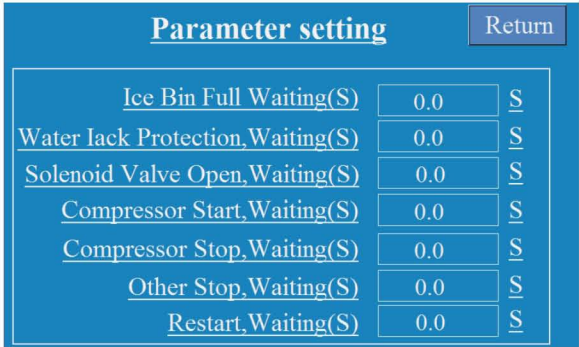 Parameter setting Return
Ice Bin Full Waiting(S) 0.0 S
Water Iack Protection,Waiting(S) 0.0 S
Solenoid Valve Open,Waiting(S) 0.0 S
Compressor Start,Waiting(S) 0.0 S
Compressor Stop,Waiting(S) 0.0 S
Other Stop,Waiting(S) 0.0 S
Restart,Waiting(S) 0.0 S